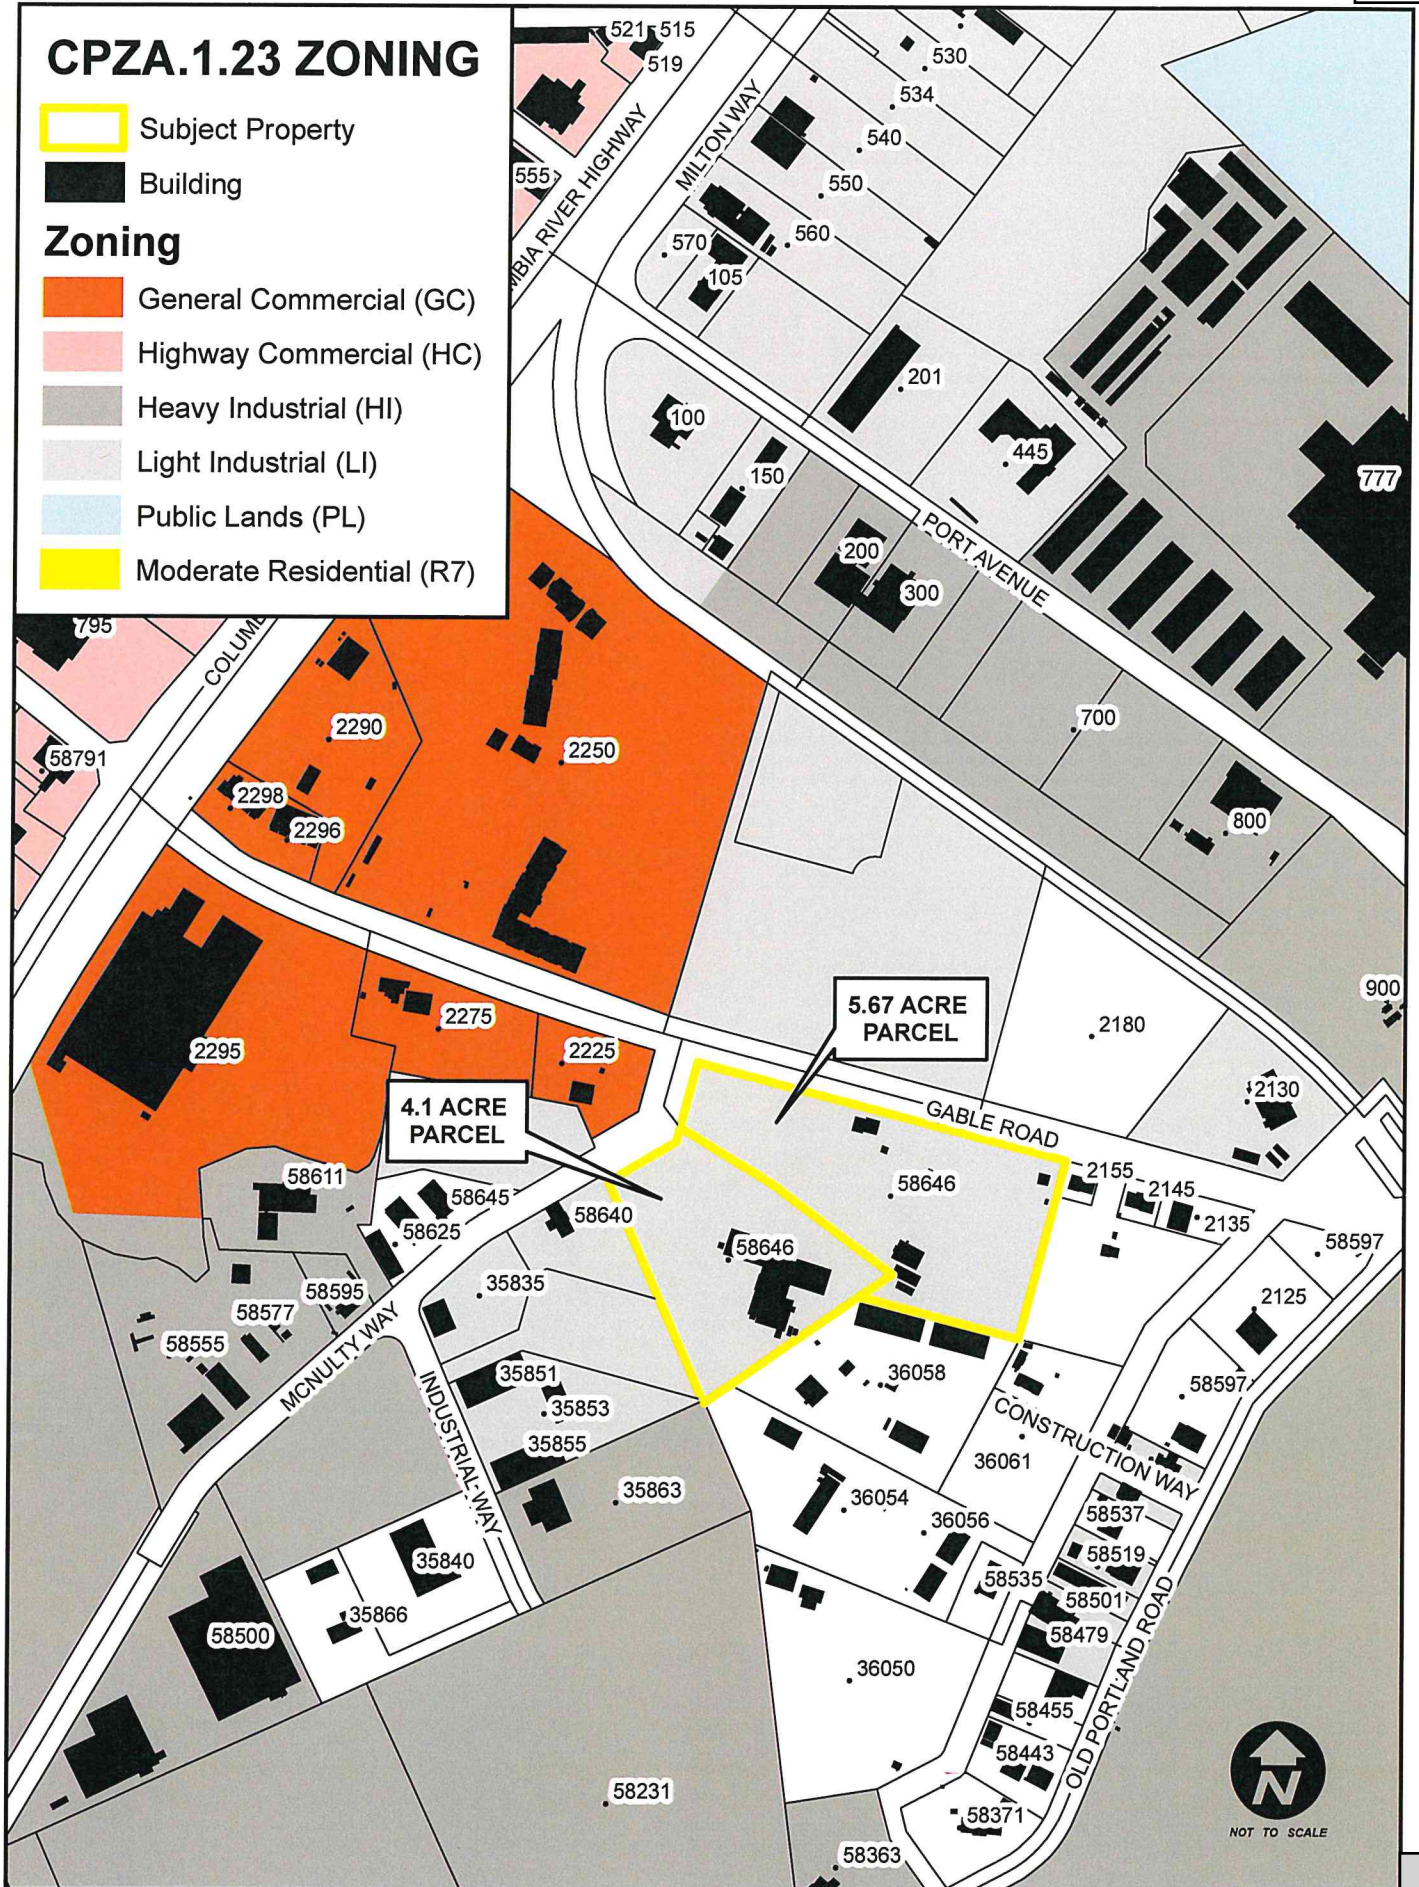 CPZA.1.23 ZONING
Subject Property
Building
Zoning
General Commercial (GC)
Highway Commercial (HC)
Heavy Industrial (HI)
Light Industrial (LI)
Public Lands (PL)
Moderate Residential (R7)
521
515
519
530
534
540
550
555
560
570
105
MBIA RIVER HIGHWAY
MILTON WAY
201
100
445
150
777
200
300
PORT AVENUE
795
COLUMB
2290
2250
700
58791
2298
2296
800
900
5.67 ACRE
PARCEL
2180
2275
2295
2225
2130
4.1 ACRE
PARCEL
GABLE ROAD
58611
58645
58625
58640
58646
2155
2145
2135
58646
58597
58595
35835
2125
58577
58555
MCNULTY WAY
INDUSTRIAL WAY
35851
36058
58597
35853
CONSTRUCTION WAY
35855
36061
35863
36054
36056
58537
58519
35840
58535
58501
35866
58500
58479
OLD PORTLAND ROAD
36050
58455
58443
58231
58371
58363
N
NOT TO SCALE